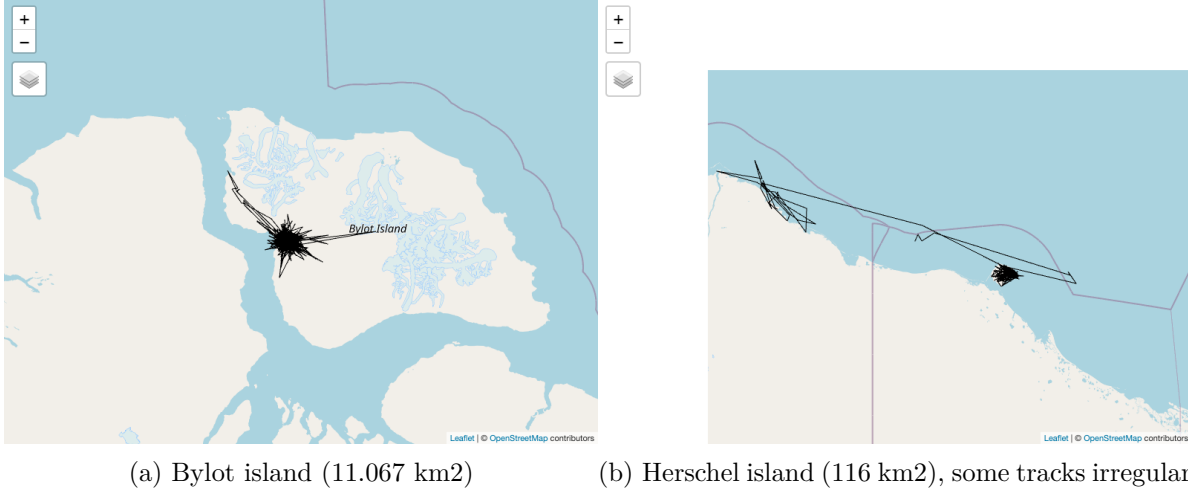 +
−
+
−
Bylot Island
Leaflet | © OpenStreetMap contributors
Leaflet | © OpenStreetMap contributors
(a) Bylot island (11.067 km2)
(b) Herschel island (116 km2), some tracks irregular